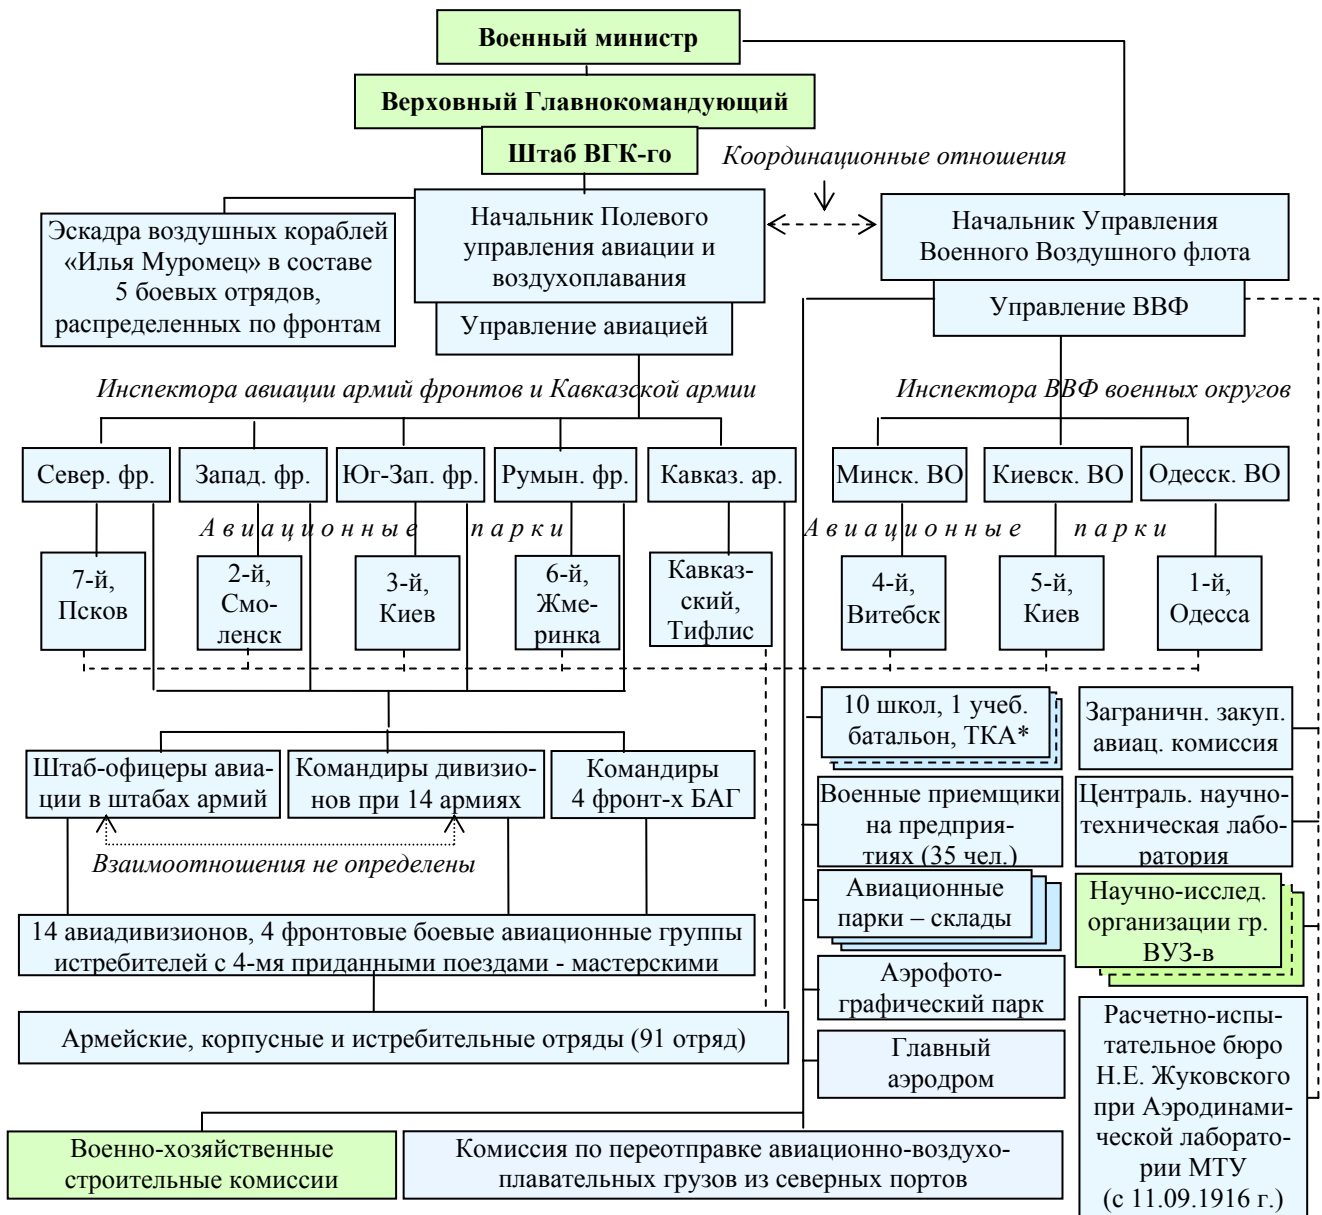 Военный министр
Верховный Главнокомандующий
Штаб ВГК-го
Координационные отношения
Эскадра воздушных кораблей
«Илья Муромец» в составе
5 боевых отрядов,
распределенных по фронтам
Начальник Полевого
управления авиации и
воздухоплавания
Управление авиацией
Начальник Управления
Военного Воздушного флота
Управление ВВФ
Инспектора авиации армий фронтов и Кавказской армии
Инспектора ВВФ военных округов
Север. фр.
Запад. фр.
Юг-Зап. фр.
Румын. фр.
Кавказ. ар.
Минск. ВО
Киевск. ВО
Одесск. ВО
Авиационные парки
Авиационные парки
7-й,
Псков
2-й,
Смо-
ленск
3-й,
Киев
6-й,
Жме-
ринка
Кавказ-
ский,
Тифлис
4-й,
Витебск
5-й,
Киев
1-й,
Одесса
Штаб-офицеры авиа-
ции в штабах армий
Командиры дивизио-
нов при 14 армиях
Командиры
4 фронт-х БАГ
Взаимоотношения не определены
14 авиадивизионов, 4 фронтовые боевые авиационные группы
истребителей с 4-мя приданными поездами - мастерскими
Армейские, корпусные и истребительные отряды (91 отряд)
10 школ, 1 учеб.
батальон, ТКА*
Военные приемщики
на предприя-
тиях (35 чел.)
Авиационные
парки – склады
Аэрофото-
графический парк
Главный
аэродром
Заграничн. закуп.
авиац. комиссия
Централь. научно-
техническая лабо-
ратория
Научно-исслед.
организации гр.
ВУЗ-в
Расчетно-испы-
тательное бюро
Н.Е. Жуковского
при Аэродинами-
ческой лаборато-
рии МТУ
(с 11.09.1916 г.)
Военно-хозяйственные
строительные комиссии
Комиссия по переотправке авиационно-воздухо-
плавательных грузов из северных портов